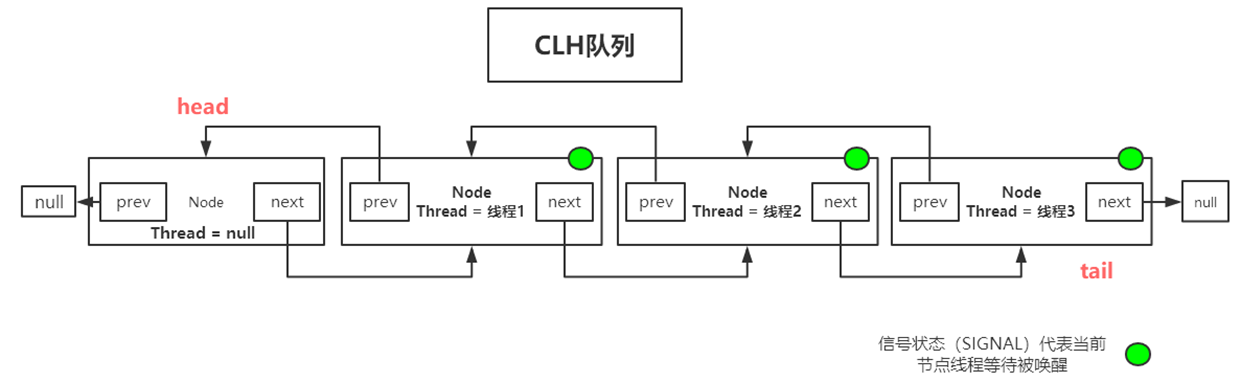 CLH队列
head
null
prev
Node
next
Thread = null
prev
Node
Thread = 线程1
next
prev
Node
Thread = 线程2
next
prev
Node
Thread = 线程3
next
null
tail
信号状态（SIGNAL）代表当前
节点线程等待被唤醒